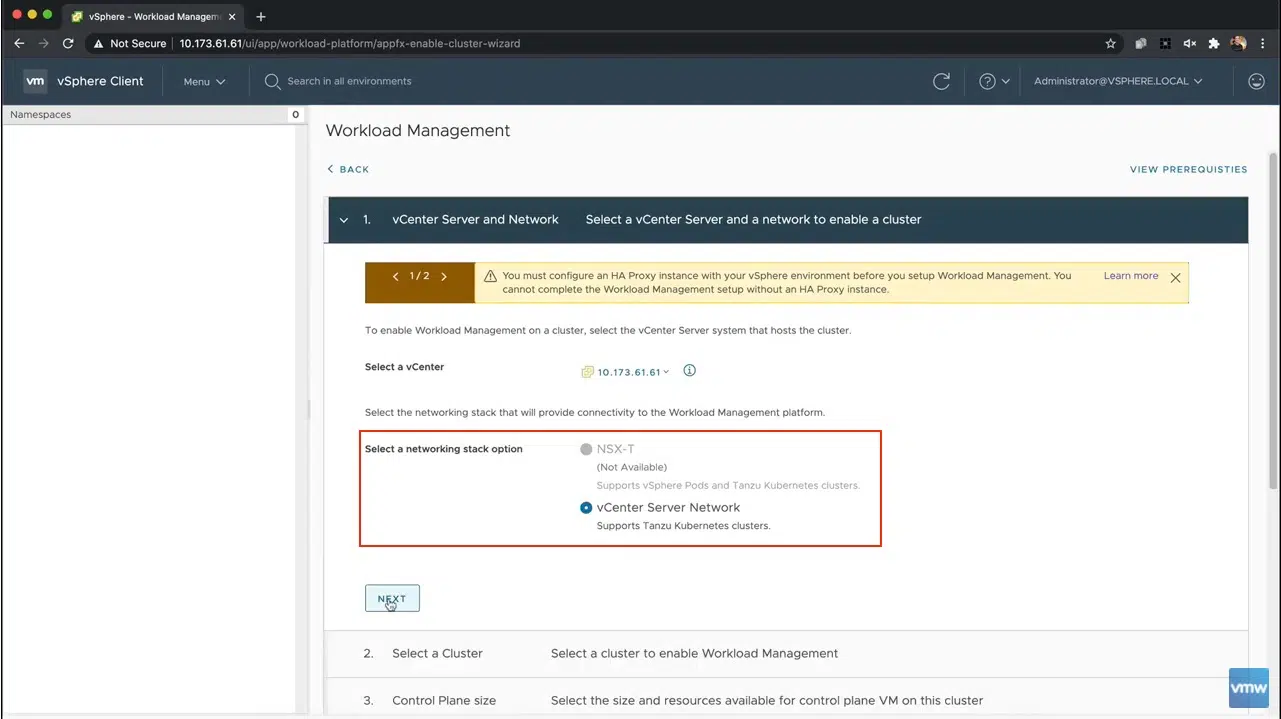 vSphere - Workload Managem
Not Secure
10.173.61.61/ui/app/workload-platform/appfx-enable-cluster-wizard
vm
vSphere Client
Menu
Search in all environments
Administrator@VSPHERE.LOCAL
Namespaces
0
Workload Management
BACK
VIEW PREREQUISTIES
1. vCenter Server and Network Select a vCenter Server and a network to enable a cluster
1 / 2
You must configure an HA Proxy instance with your vSphere environment before you setup Workload Management. You
cannot complete the Workload Management setup without an HA Proxy instance.
Learn more
To enable Workload Management on a cluster, select the vCenter Server system that hosts the cluster.
Select a vCenter
10.173.61.61
Select the networking stack that will provide connectivity to the Workload Management platform.
Select a networking stack option
NSX-T
(Not Available)
Supports vSphere Pods and Tanzu Kubernetes clusters.
vCenter Server Network
Supports Tanzu Kubernetes clusters.
NEXT
2. Select a Cluster Select a cluster to enable Workload Management
3. Control Plane size Select the size and resources available for control plane VM on this cluster
vmw